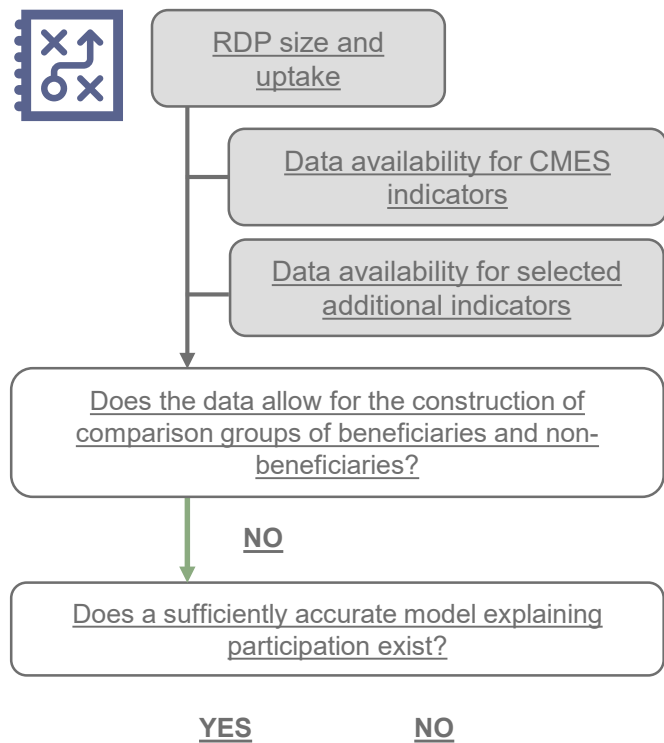 RDP size and
uptake
Data availability for CMES
indicators
Data availability for selected
additional indicators
Does the data allow for the construction of
comparison groups of beneficiaries and non-
beneficiaries?
NO
Does a sufficiently accurate model explaining
participation exist?
YES NO